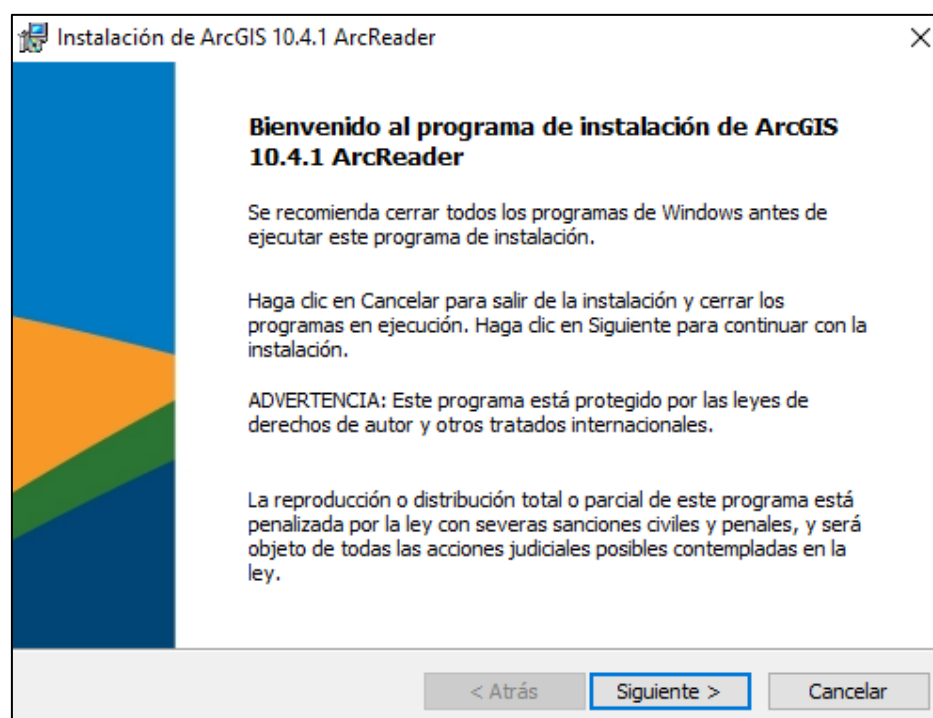 Instalación de ArcGIS 10.4.1 ArcReader
Bienvenido al programa de instalación de ArcGIS
10.4.1 ArcReader
Se recomienda cerrar todos los programas de Windows antes de
ejecutar este programa de instalación.
Haga clic en Cancelar para salir de la instalación y cerrar los
programas en ejecución. Haga clic en Siguiente para continuar con la
instalación.
ADVERTENCIA: Este programa está protegido por las leyes de
derechos de autor y otros tratados internacionales.
La reproducción o distribución total o parcial de este programa está
penalizada por la ley con severas sanciones civiles y penales, y será
objeto de todas las acciones judiciales posibles contempladas en la
ley.
< Atrás Siguiente > Cancelar